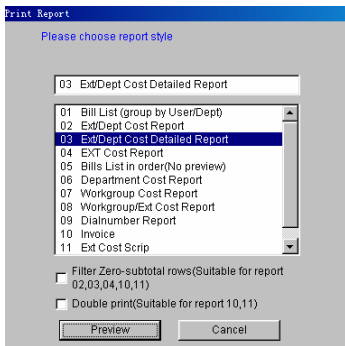 Print Report
Please choose report style
03 Ext/Dept Cost Detailed Report
01 Bill List (group by User/Dept)
02 Ext/Dept Cost Report
03 Ext/Dept Cost Detailed Report
04 EXT Cost Report
05 Bills List in order(No preview)
06 Department Cost Report
07 Workgroup Cost Report
08 Workgroup/Ext Cost Report
09 Dialnumber Report
10 Invoice
11 Ext Cost Scrip
Filter Zero-subtotal rows(Suitable for report
02,03,04,10,11)
Double print(Suitable for report 10,11)
Preview Cancel